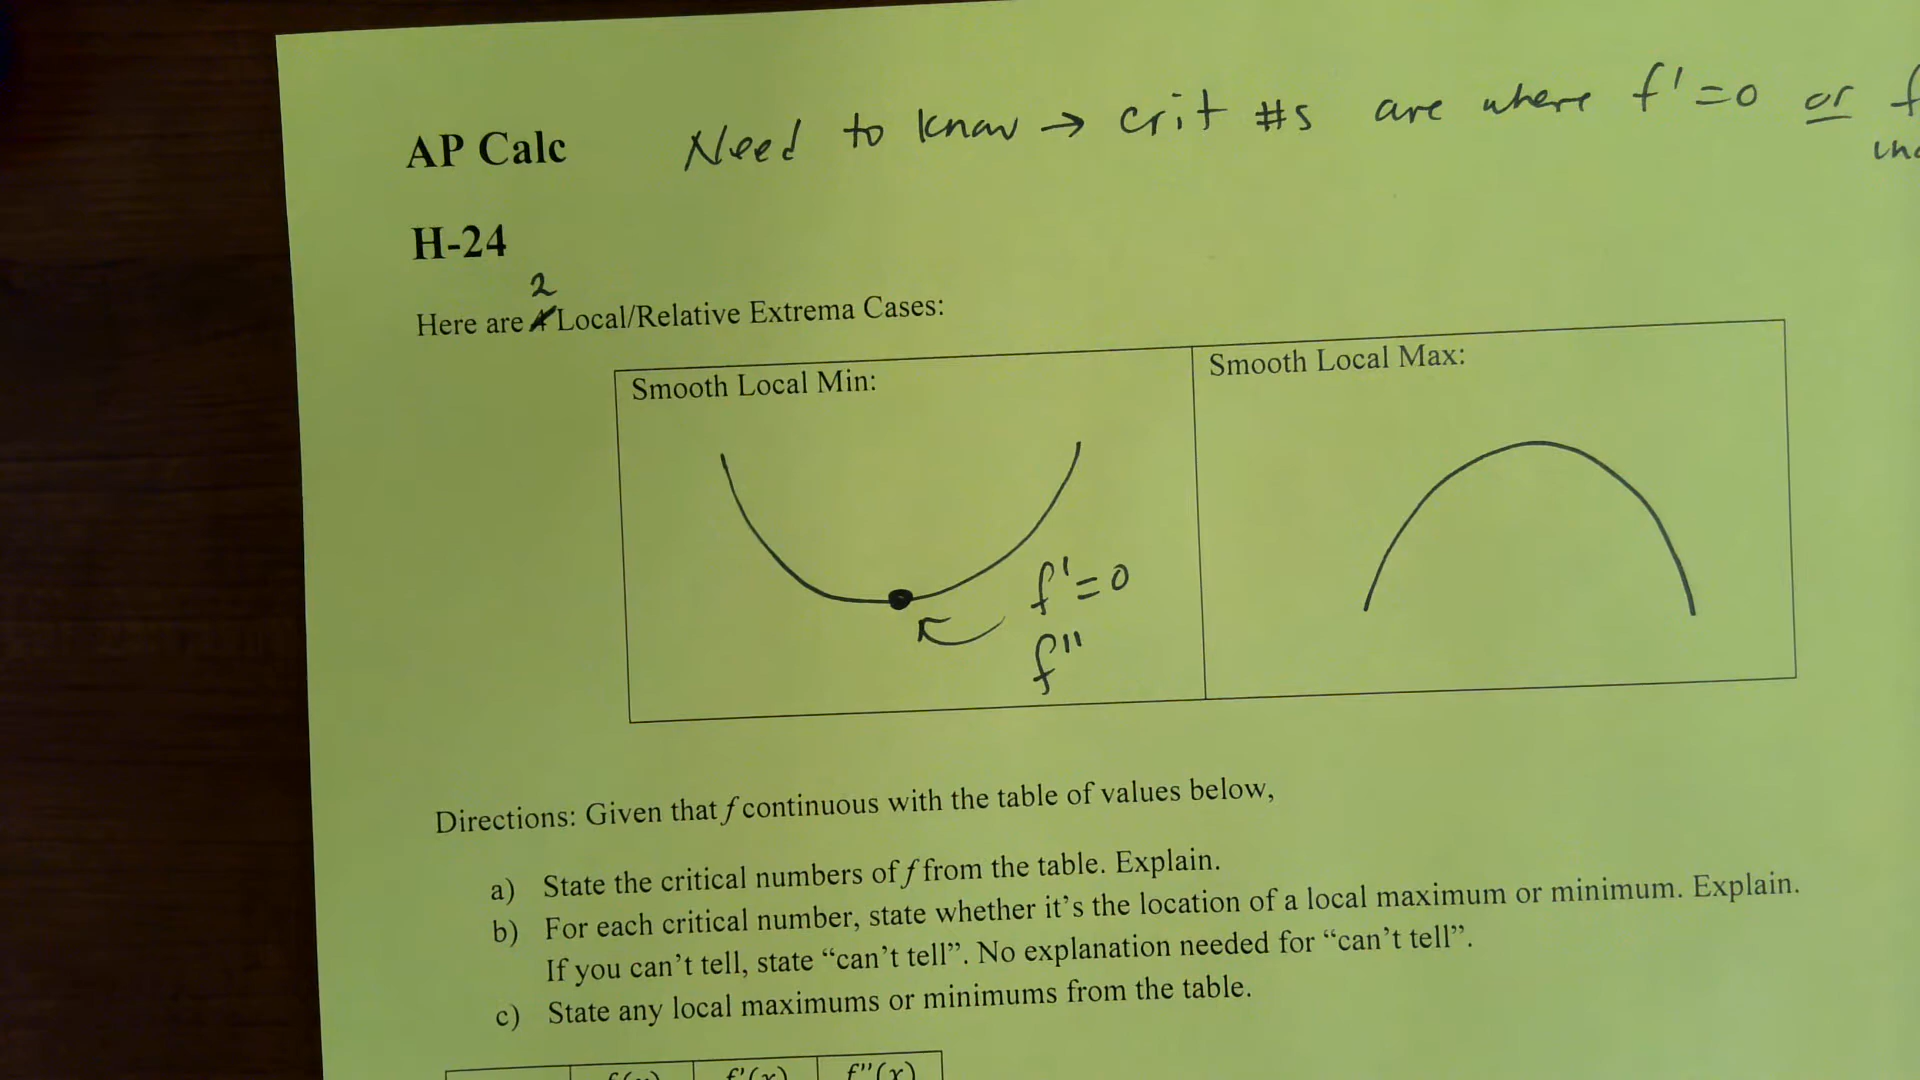 Need to know → crit #s are where f'=0 or f
AP Calc
H-24
2
Here are 4 Local/Relative Extrema Cases:
Smooth Local Min:
Smooth Local Max:
f'=0
f"
Directions: Given that f continuous with the table of values below,
a) State the critical numbers of f from the table. Explain.
b) For each critical number, state whether it's the location of a local maximum or minimum. Explain.
If you can't tell, state “can't tell”. No explanation needed for “can't tell”.
c) State any local maximums or minimums from the table.
f'(x) f''(x)